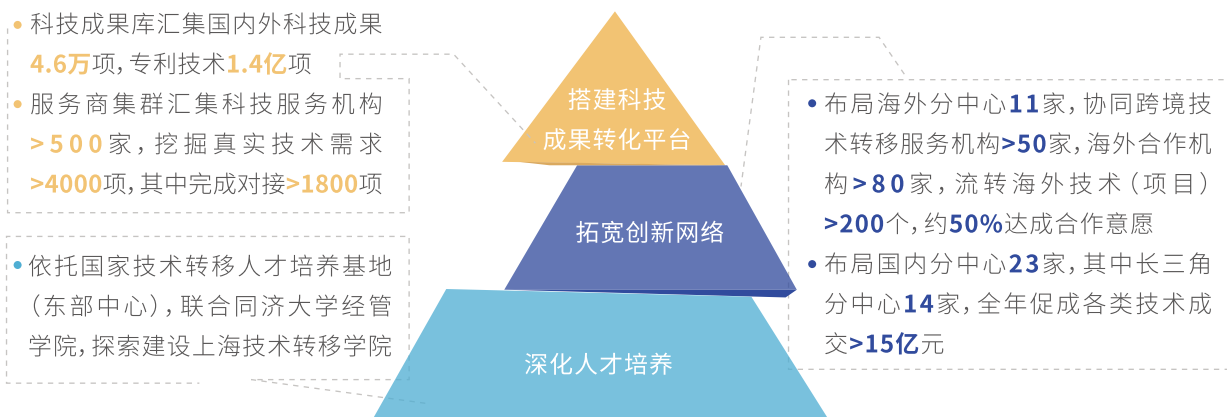 • 科技成果库汇集国内外科技成果
4.6万项，专利技术1.4亿项
• 服务商集群汇集科技服务机构
>500家，挖掘真实技术需求
>4000项，其中完成对接>1800项
• 依托国家技术转移人才培养基地
（东部中心），联合同济大学经管
学院，探索建设上海技术转移学院
搭建科技
成果转化平台
拓宽创新网络
深化人才培养
• 布局海外分中心11家，协同跨境技
术转移服务机构>50家，海外合作机
构>80家，流转海外技术（项目）
>200个，约50%达成合作意愿
• 布局国内分中心23家，其中长三角
分中心14家，全年促成各类技术成
交>15亿元